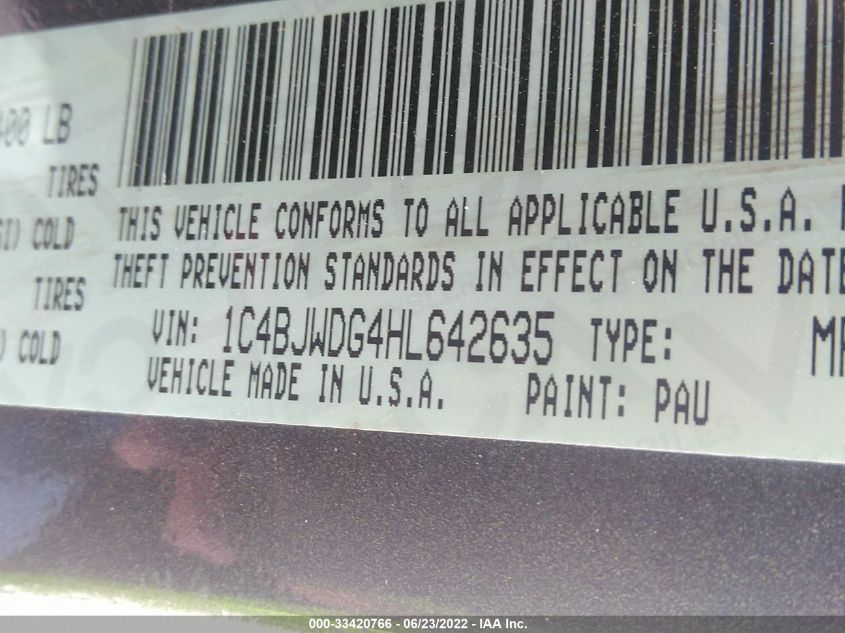 400 LB
TIRES
COLD
TIRES
COLD
THIS VEHICLE CONFORMS TO ALL APPLICABLE U.S.A.
THEFT PREVENTION STANDARDS IN EFFECT ON THE DATE
VIN: 1C4BJWDG4HL642635 TYPE:
VEHICLE MADE IN U.S.A. PAINT: PAU
000-33420766 - 06/23/2022 - IAA Inc.